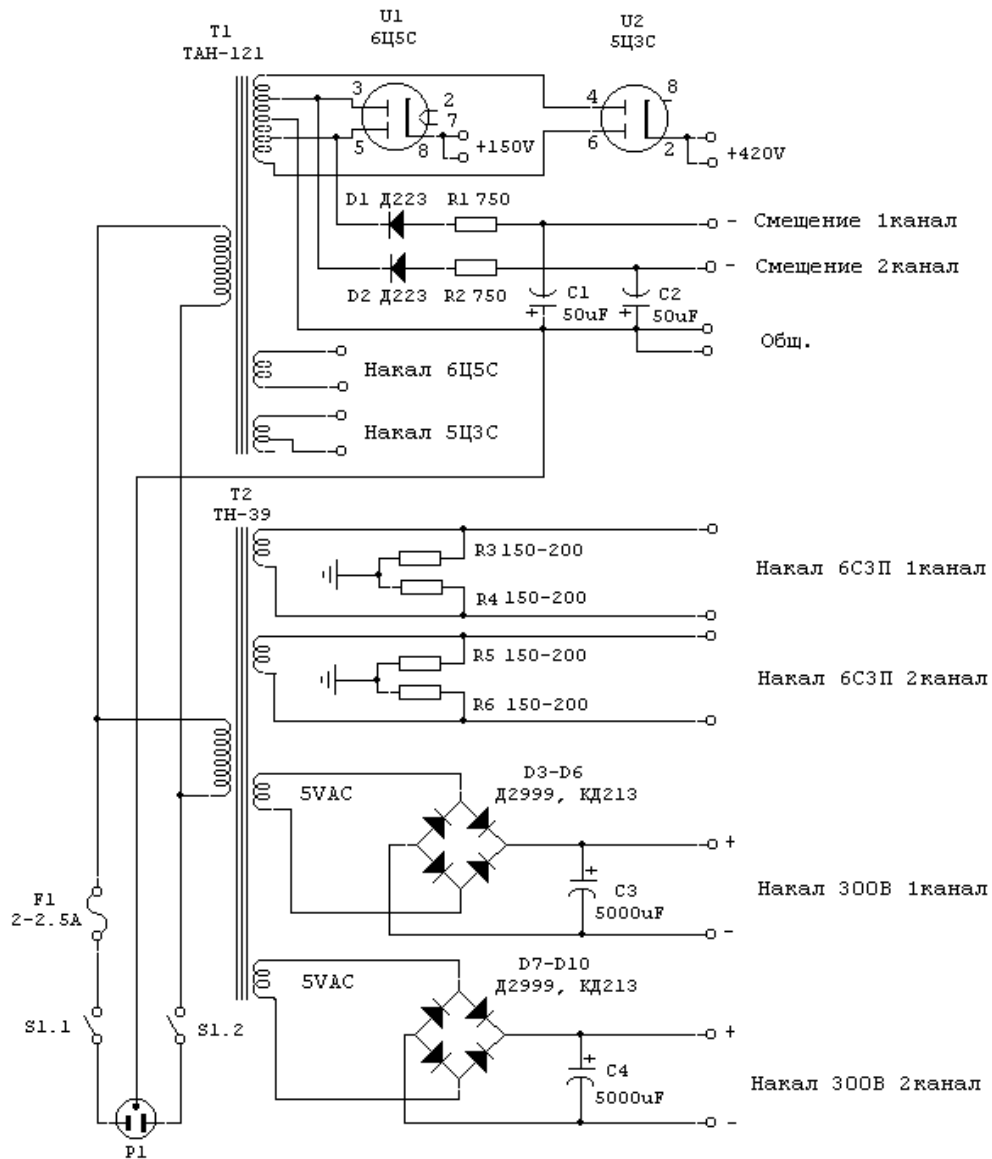 T1
ТАН-121
U1
6Ц5С
U2
5Ц3С
3
2
7
5
8
+150V
4
8
6
2
+420V
D1 Д223
R1 750
- Смещение 1канал
D2 Д223
R2 750
- Смещение 2канал
C1
+ 50uF
C2
+ 50uF
Общ.
Накал 6Ц5С
Накал 5Ц3С
T2
ТН-39
R3 150-200
R4 150-200
Накал 6С3П 1канал
R5 150-200
R6 150-200
Накал 6С3П 2канал
5VAC
D3-D6
Д2999, КД213
+
+
C3
5000uF
Накал 300В 1канал
-
F1
2-2.5A
5VAC
D7-D10
Д2999, КД213
S1.1
S1.2
+
+
C4
5000uF
Накал 300В 2канал
-
P1